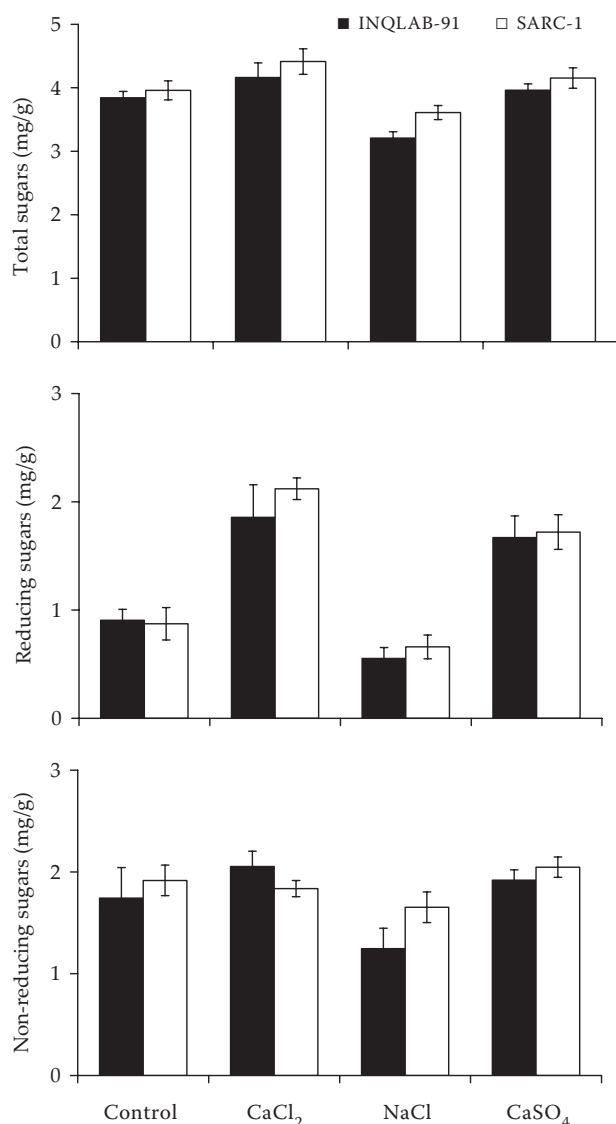 ■ INQLAB-91 □ SARC-1
Total sugars (mg/g)
5
4
3
2
1
0
Reducing sugars (mg/g)
3
2
1
0
Non-reducing sugars (mg/g)
3
2
1
0
Control CaCl₂ NaCl CaSO₄